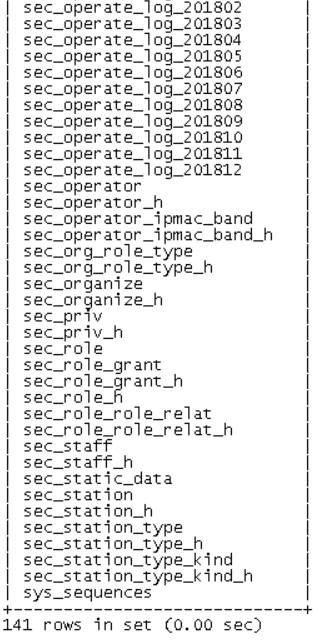 | sec_operate_log_201802 |
| sec_operate_log_201803 |
| sec_operate_log_201804 |
| sec_operate_log_201805 |
| sec_operate_log_201806 |
| sec_operate_log_201807 |
| sec_operate_log_201808 |
| sec_operate_log_201809 |
| sec_operate_log_201810 |
| sec_operate_log_201811 |
| sec_operate_log_201812 |
| sec_operator |
| sec_operator_h |
| sec_operator_ipmac_band |
| sec_operator_ipmac_band_h |
| sec_org_role_type |
| sec_org_role_type_h |
| sec_organize |
| sec_organize_h |
| sec_priv |
| sec_priv_h |
| sec_role |
| sec_role_grant |
| sec_role_grant_h |
| sec_role_h |
| sec_role_role_relat |
| sec_role_role_relat_h |
| sec_staff |
| sec_staff_h |
| sec_static_data |
| sec_station |
| sec_station_h |
| sec_station_type |
| sec_station_type_h |
| sec_station_type_kind |
| sec_station_type_kind_h |
| sys_sequences |
+----------------------------+
141 rows in set (0.00 sec)